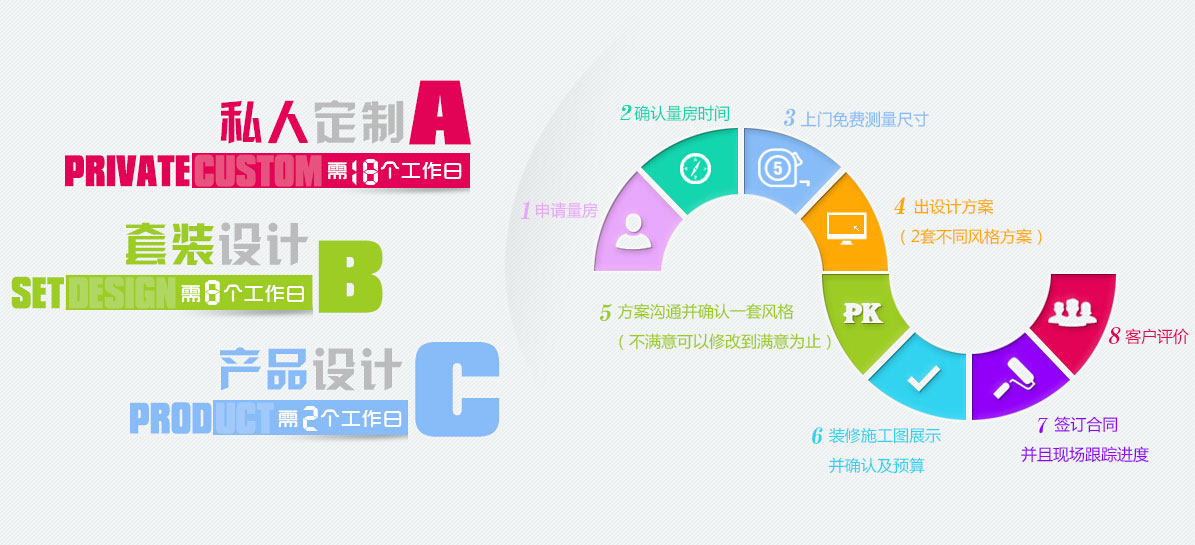 私人定制 A
PRIVATE CUSTOM 需18个工作日
套装设计
SET DESIGN 需8个工作日 B
产品设计
PRODUCT 需2个工作日 C
1 申请量房
2 确认量房时间
3 上门免费测量尺寸
5
4 出设计方案
（2套不同风格方案）
5 方案沟通并确认一套风格
（不满意可以修改到满意为止）
PK
6 装修施工图展示
并确认及预算
7 签订合同
并且现场跟踪进度
8 客户评价